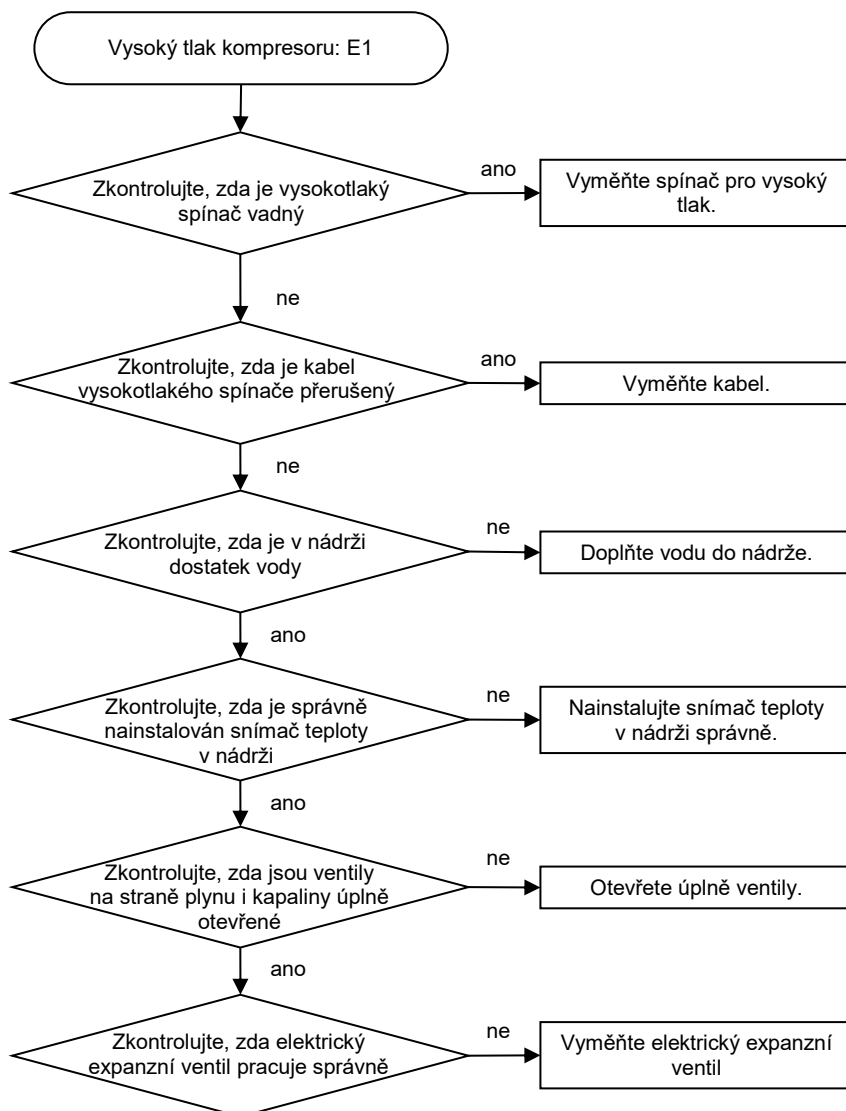 Vysoký tlak kompresoru: E1
Zkontrolujte, zda je vysokotlaký
spínač vadný
ano
Vyměňte spínač pro vysoký
tlak.
ne
Zkontrolujte, zda je kabel
vysokotlakého spínače přerušený
ano
Vyměňte kabel.
ne
Zkontrolujte, zda je v nádrži
dostatek vody
ne
Doplňte vodu do nádrže.
ano
Zkontrolujte, zda je správně
nainstalován snímač teploty
v nádrži
ne
Nainstalujte snímač teploty
v nádrži správně.
ano
Zkontrolujte, zda jsou ventily
na straně plynu i kapaliny úplně
otevřené
ne
Otevřete úplně ventily.
ano
Zkontrolujte, zda elektrický
expanzní ventil pracuje správně
ne
Vyměňte elektrický expanzní
ventil